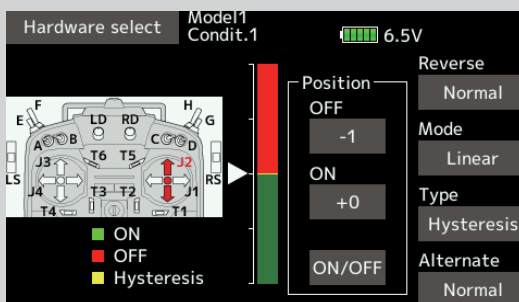 Hardware select
Model1
Condit.1
6.5V
F
H
E
LD
RD
G
A
B
C
D
J3
T6
T5
J2
LS
RS
J4
T3
T2
J1
T4
T1
ON
OFF
Hysteresis
Position
OFF
-1
ON
+0
ON/OFF
Reverse
Normal
Mode
Linear
Type
Hysteresis
Alternate
Normal